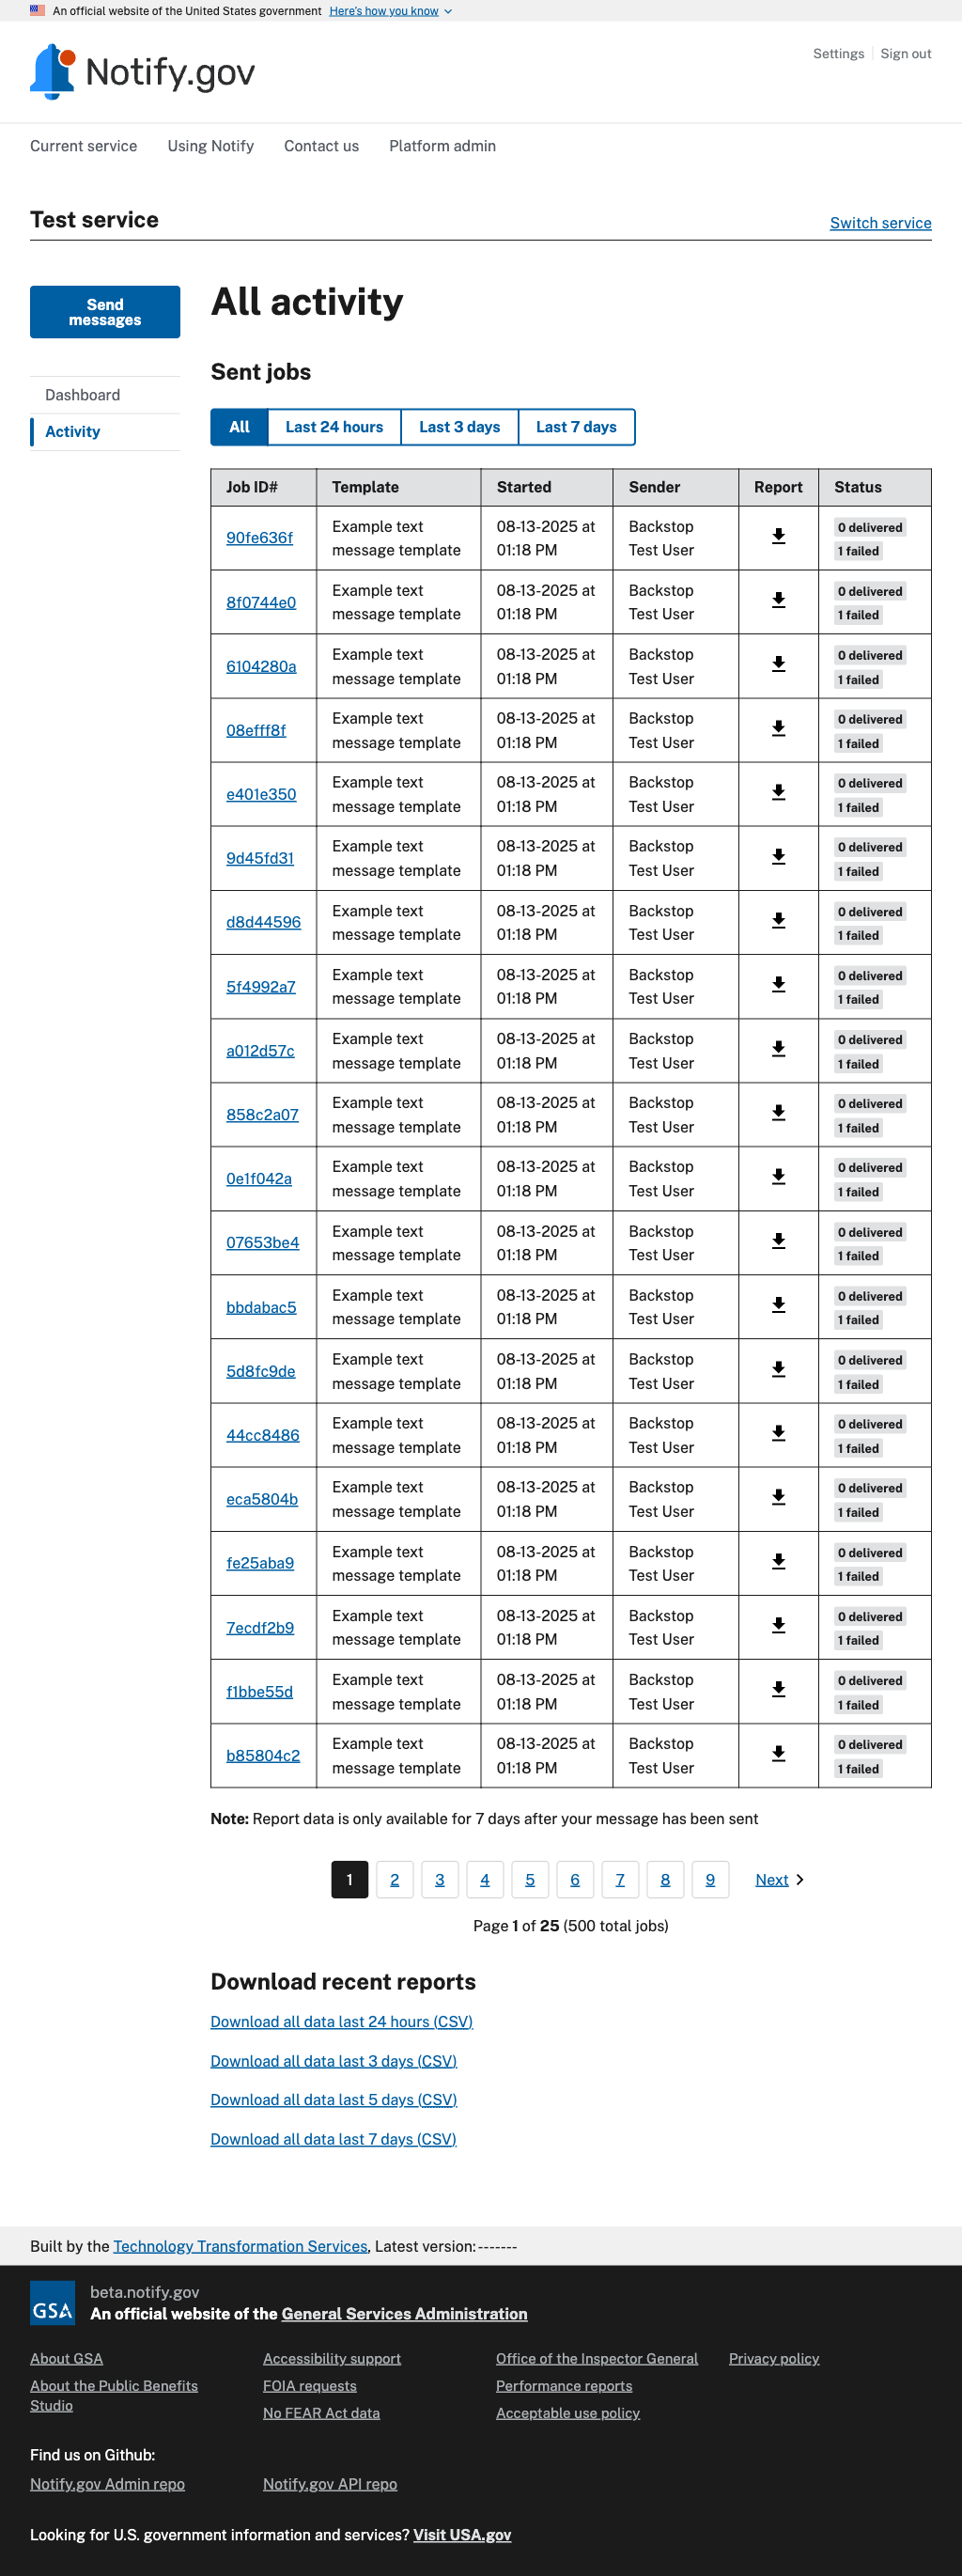 An official website of the United States government Here's how you know
Notify.gov
Settings Sign out
Current service Using Notify Contact us Platform admin
Test service
Switch service
Send
messages
Dashboard
Activity
All activity
Sent jobs
All Last 24 hours Last 3 days Last 7 days
Job ID# Template Started Sender Report Status
90fe636f Example text message template 08-13-2025 at 01:18 PM Backstop Test User 0 delivered 1 failed
8f0744e0 Example text message template 08-13-2025 at 01:18 PM Backstop Test User 0 delivered 1 failed
6104280a Example text message template 08-13-2025 at 01:18 PM Backstop Test User 0 delivered 1 failed
08efff8f Example text message template 08-13-2025 at 01:18 PM Backstop Test User 0 delivered 1 failed
e401e350 Example text message template 08-13-2025 at 01:18 PM Backstop Test User 0 delivered 1 failed
9d45fd31 Example text message template 08-13-2025 at 01:18 PM Backstop Test User 0 delivered 1 failed
d8d44596 Example text message template 08-13-2025 at 01:18 PM Backstop Test User 0 delivered 1 failed
5f4992a7 Example text message template 08-13-2025 at 01:18 PM Backstop Test User 0 delivered 1 failed
a012d57c Example text message template 08-13-2025 at 01:18 PM Backstop Test User 0 delivered 1 failed
858c2a07 Example text message template 08-13-2025 at 01:18 PM Backstop Test User 0 delivered 1 failed
0e1f042a Example text message template 08-13-2025 at 01:18 PM Backstop Test User 0 delivered 1 failed
07653be4 Example text message template 08-13-2025 at 01:18 PM Backstop Test User 0 delivered 1 failed
bbdabac5 Example text message template 08-13-2025 at 01:18 PM Backstop Test User 0 delivered 1 failed
5d8fc9de Example text message template 08-13-2025 at 01:18 PM Backstop Test User 0 delivered 1 failed
44cc8486 Example text message template 08-13-2025 at 01:18 PM Backstop Test User 0 delivered 1 failed
eca5804b Example text message template 08-13-2025 at 01:18 PM Backstop Test User 0 delivered 1 failed
fe25aba9 Example text message template 08-13-2025 at 01:18 PM Backstop Test User 0 delivered 1 failed
7ecdf2b9 Example text message template 08-13-2025 at 01:18 PM Backstop Test User 0 delivered 1 failed
f1bbe55d Example text message template 08-13-2025 at 01:18 PM Backstop Test User 0 delivered 1 failed
b85804c2 Example text message template 08-13-2025 at 01:18 PM Backstop Test User 0 delivered 1 failed
Note: Report data is only available for 7 days after your message has been sent
1 2 3 4 5 6 7 8 9 Next
Page 1 of 25 (500 total jobs)
Download recent reports
Download all data last 24 hours (CSV)
Download all data last 3 days (CSV)
Download all data last 5 days (CSV)
Download all data last 7 days (CSV)
Built by the Technology Transformation Services, Latest version:-------
GSA
beta.notify.gov
An official website of the General Services Administration
About GSA Accessibility support Office of the Inspector General Privacy policy
About the Public Benefits Studio FOIA requests Performance reports
No FEAR Act data Acceptable use policy
Find us on Github:
Notify.gov Admin repo Notify.gov API repo
Looking for U.S. government information and services? Visit USA.gov